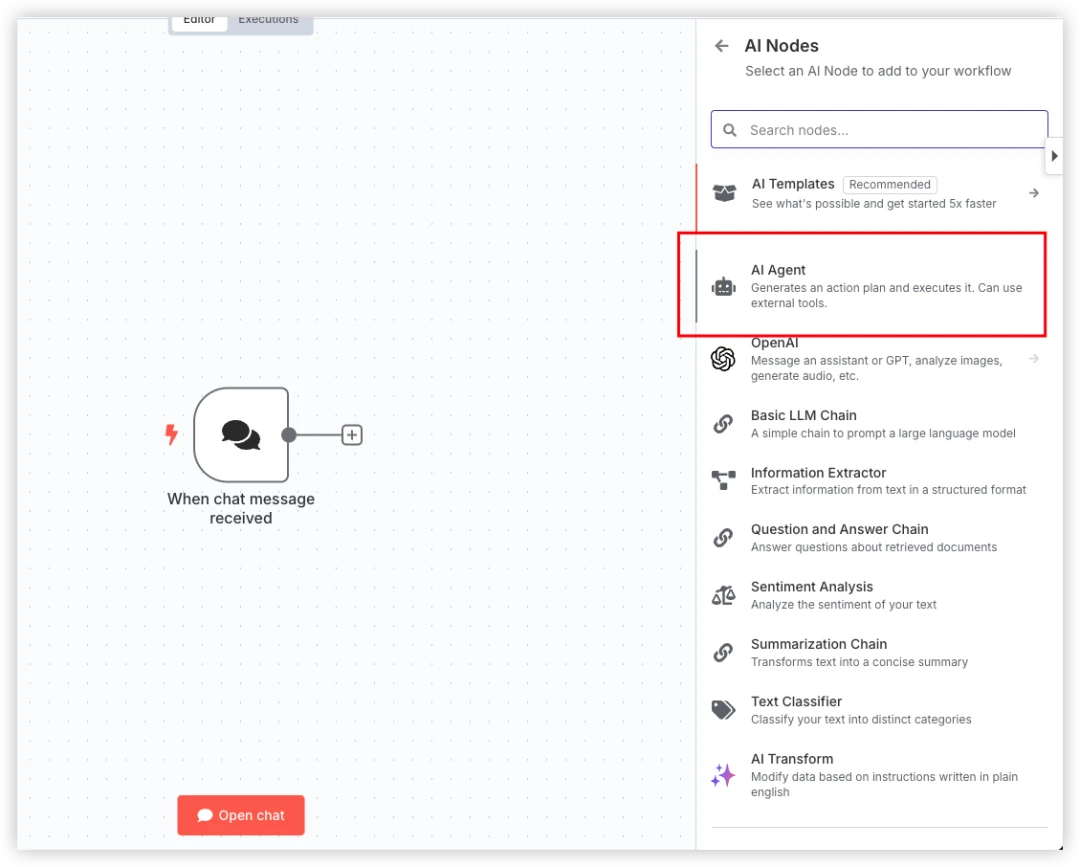 Editor Executions
AI Nodes
Select an AI Node to add to your workflow
Search nodes...
AI Templates Recommended
See what's possible and get started 5x faster
AI Agent
Generates an action plan and executes it. Can use
external tools.
OpenAI
Message an assistant or GPT, analyze images,
generate audio, etc.
Basic LLM Chain
A simple chain to prompt a large language model
Information Extractor
Extract information from text in a structured format
Question and Answer Chain
Answer questions about retrieved documents
Sentiment Analysis
Analyze the sentiment of your text
Summarization Chain
Transforms text into a concise summary
Text Classifier
Classify your text into distinct categories
AI Transform
Modify data based on instructions written in plain
english
When chat message
received
Open chat